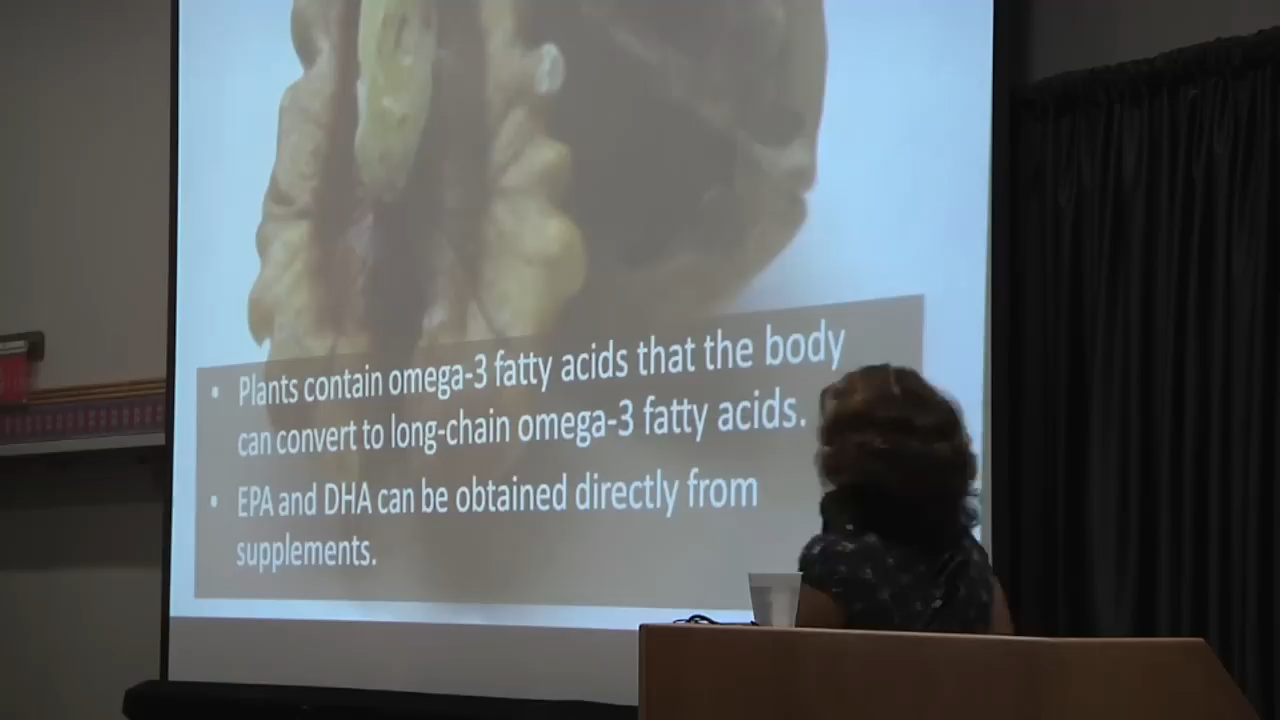 • Plants contain omega-3 fatty acids that the body
can convert to long-chain omega-3 fatty acids.
• EPA and DHA can be obtained directly from
supplements.